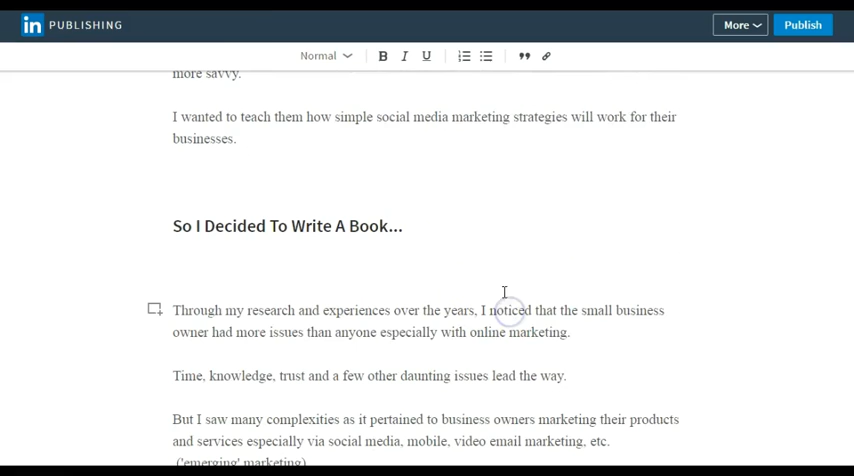 in PUBLISHING
More
Publish
Normal
B I U
more savvy.
I wanted to teach them how simple social media marketing strategies will work for their
businesses.
So I Decided To Write A Book...
Through my research and experiences over the years, I noticed that the small business
owner had more issues than anyone especially with online marketing.
Time, knowledge, trust and a few other daunting issues lead the way.
But I saw many complexities as it pertained to business owners marketing their products
and services especially via social media, mobile, video email marketing, etc.
('emerging' marketing)